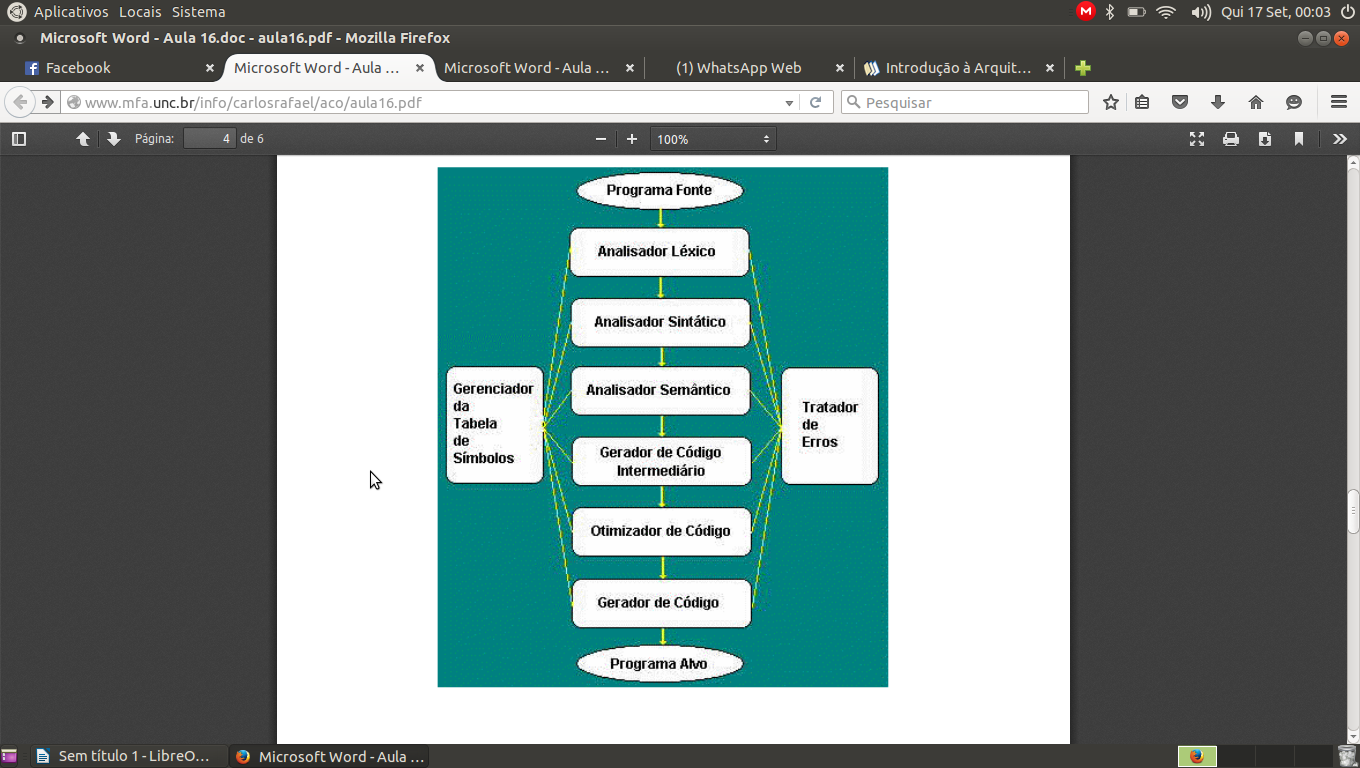 Aplicativos Locais Sistema
M
Qui 17 Set, 00:03
Microsoft Word - Aula 16.doc - aula16.pdf - Mozilla Firefox
Facebook
Microsoft Word - Aula ...
Microsoft Word - Aula ...
(1) WhatsApp Web
Introdução à Arquit...
www.mfa.unc.br/info/carlosrafael/aco/aula16.pdf
Pesquisar
Página: 4 de 6
100%
Programa Fonte
Analisador Léxico
Analisador Sintático
Analisador Semântico
Gerenciador
da
Tabela
de
Símbolos
Tratador
de
Erros
Gerador de Código
Intermediário
Otimizador de Código
Gerador de Código
Programa Alvo
Sem título 1 - LibreO...
Microsoft Word - Aula ...